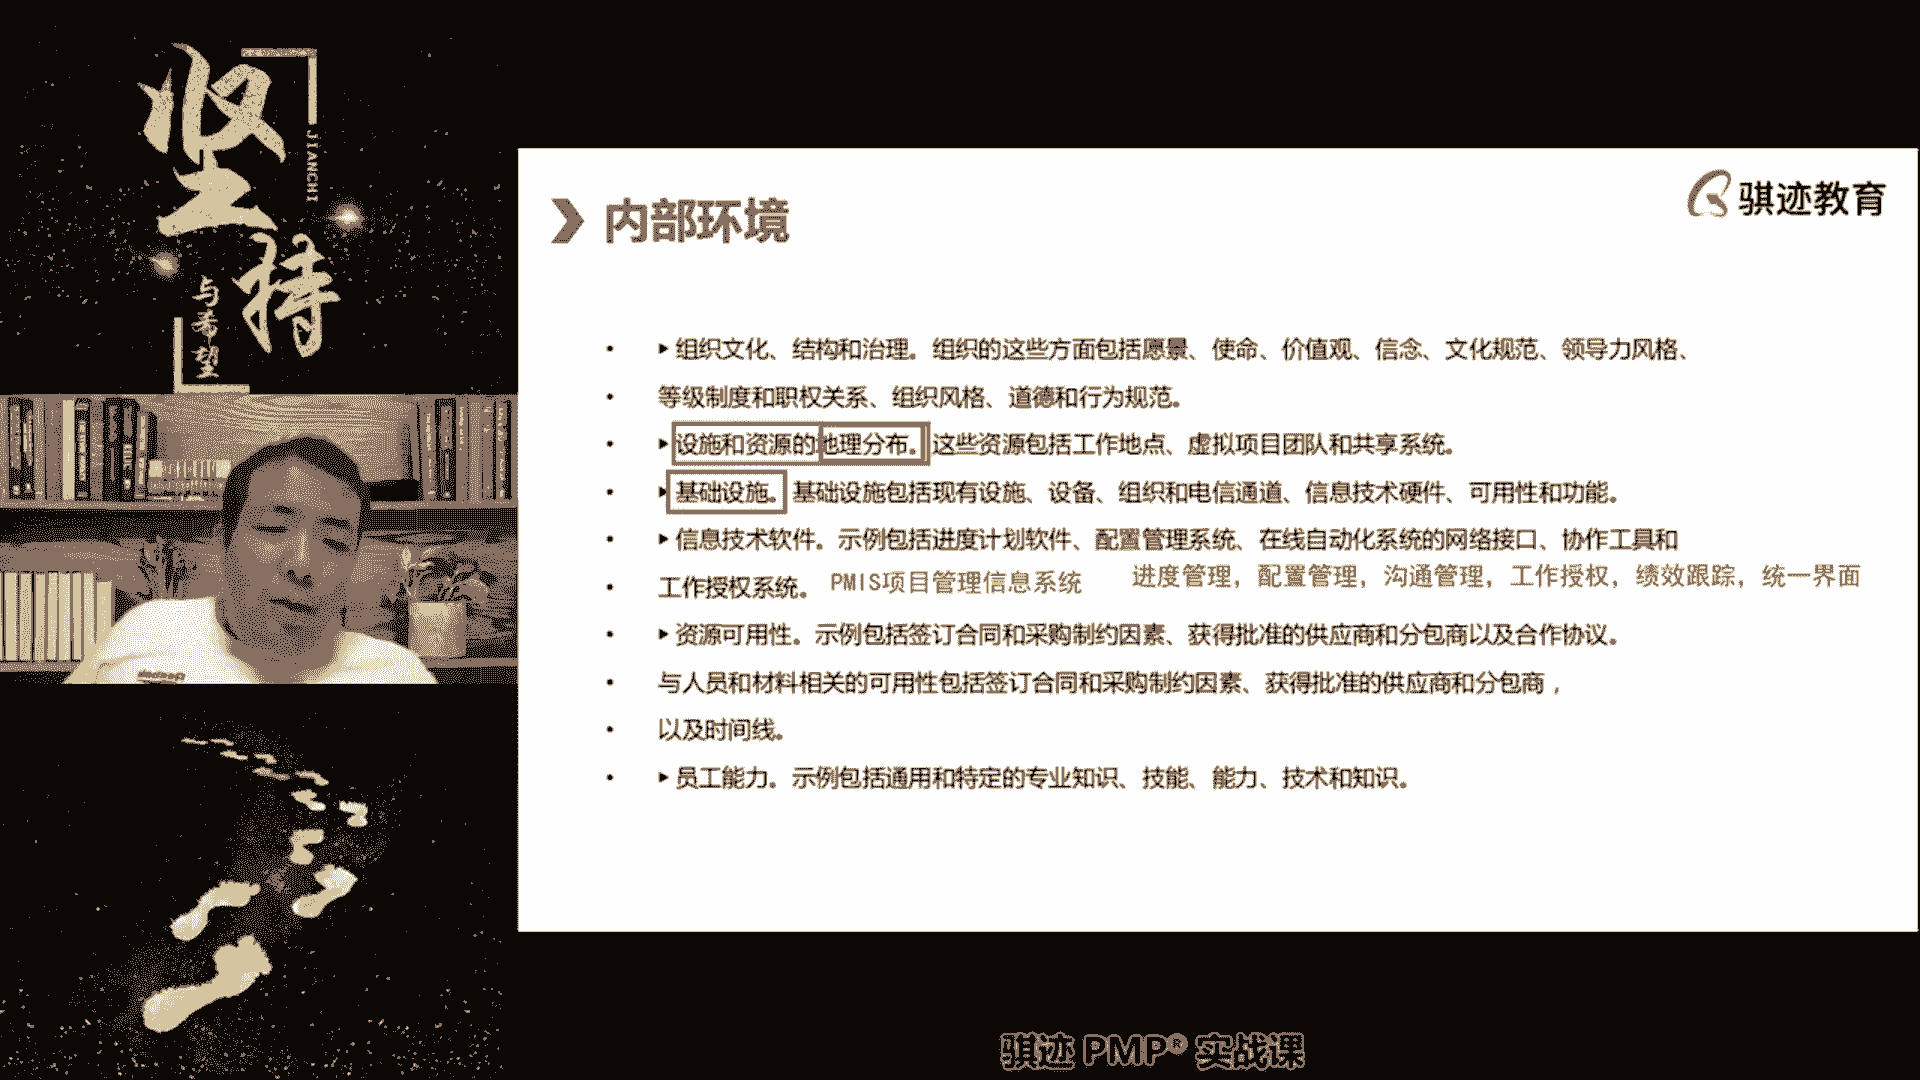 坚
持
JIANCHI
与希望
骐迹教育
内部环境
• ▸组织文化、结构和治理。组织的这些方面包括愿景、使命、价值观、信念、文化规范、领导力风格、
• 等级制度和职权关系、组织风格、道德和行为规范。
• ▸设施和资源的地理分布。这些资源包括工作地点、虚拟项目团队和共享系统。
• ▸基础设施。基础设施包括现有设施、设备、组织和电信通道、信息技术硬件、可用性和功能。
• ▸信息技术软件。示例包括进度计划软件、配置管理系统、在线自动化系统的网络接口、协作工具和
• 工作授权系统。 PMIS项目管理信息系统 进度管理，配置管理，沟通管理，工作授权，绩效跟踪，统一界面
• ▸资源可用性。示例包括签订合同和采购制约因素、获得批准的供应商和分包商以及合作协议。
• 与人员和材料相关的可用性包括签订合同和采购制约因素、获得批准的供应商和分包商，
• 以及时间线。
• ▸员工能力。示例包括通用和特定的专业知识、技能、能力、技术和知识。
骐迹 PMP® 实战课